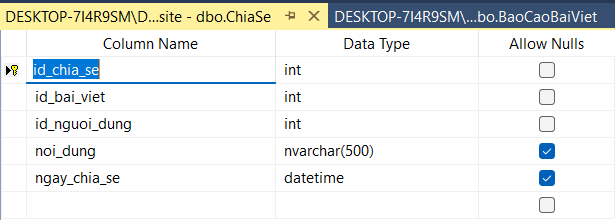 DESKTOP-7I4R9SM\D...site - dbo.ChiaSe DESKTOP-7I4R9SM\...bo.BaoCaoBaiViet
Column Name Data Type Allow Nulls
id_chia_se int
id_bai_viet int
id_nguoi_dung int
noi_dung nvarchar(500)
ngay_chia_se datetime